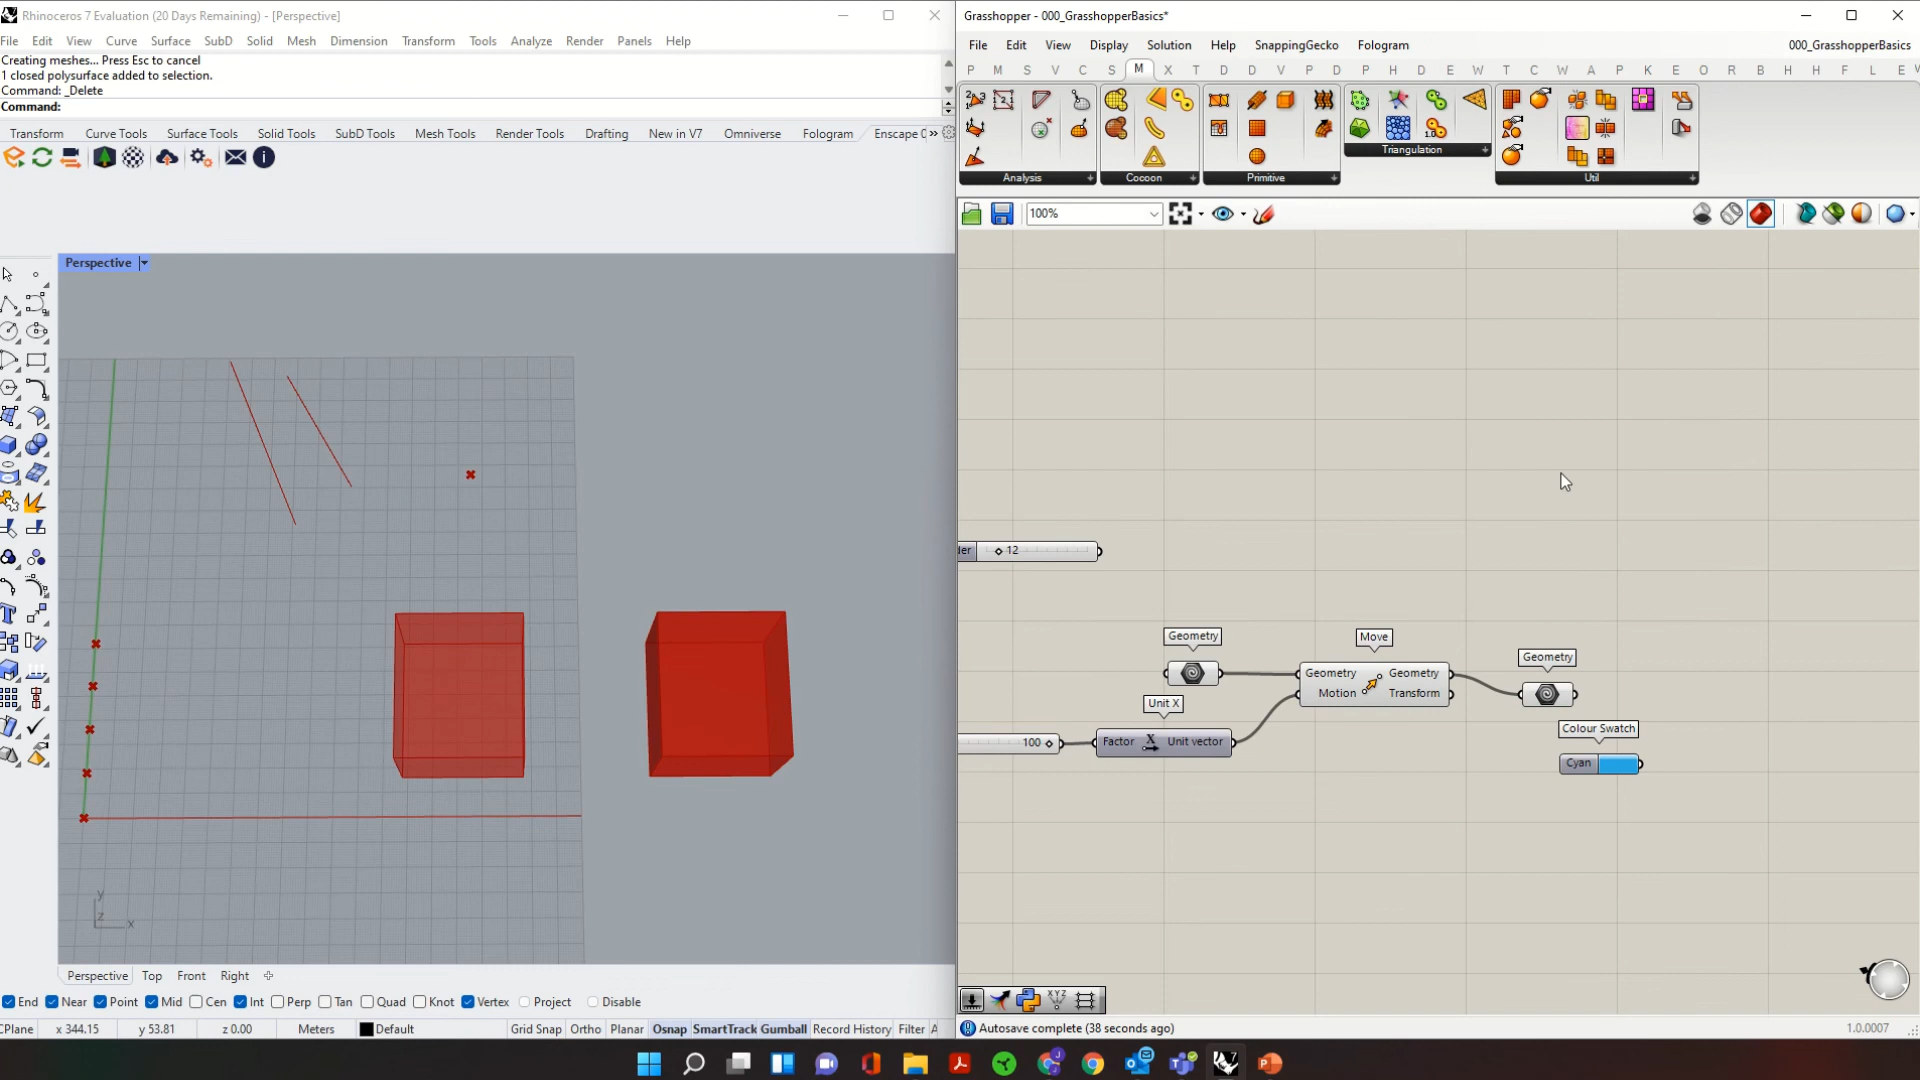 Rhinoceros 7 Evaluation (20 Days Remaining) - [Perspective]
File Edit View Curve Surface SubD Solid Mesh Dimension Transform Tools Analyze Render Panels Help
Creating meshes... Press Esc to cancel
1 closed polysurface added to selection.
Command: _Delete
Command:
Transform Curve Tools Surface Tools Solid Tools SubD Tools Mesh Tools Render Tools Drafting New in V7 Omniverse Fologram Enscape
Perspective
y
z
x
Perspective Top Front Right
End Near Point Mid Cen Int Perp Tan Quad Knot Vertex Project Disable
CPlane x 344.15 y 53.81 z 0.00 Meters Default Grid Snap Ortho Planar Osnap SmartTrack Gumball Record History Filter A
Grasshopper - 000_GrasshopperBasics*
File Edit View Display Solution Help SnappingGecko Fologram 000_GrasshopperBasics
P M S V C S M X T D D V P D P H D E W T C W A P K E O R B H H F L E
Analysis Cocoon Primitive Triangulation Util
100%
der 12
Geometry
Move
Geometry
Geometry Geometry
Motion Transform
Unit X
100
Factor X Unit vector
Colour Swatch
Cyan
XYZ
Autosave complete (38 seconds ago) 1.0.0007